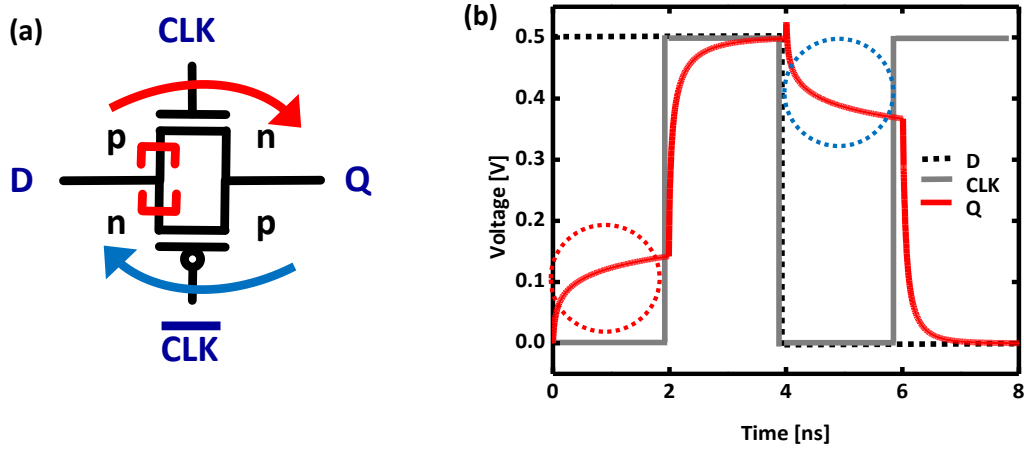 (a)
CLK
p
n
D
Q
n
p
CLK
(b)
0.5
0.4
0.3
0.2
0.1
0.0
Voltage [V]
D
CLK
Q
0
2
4
6
8
Time [ns]